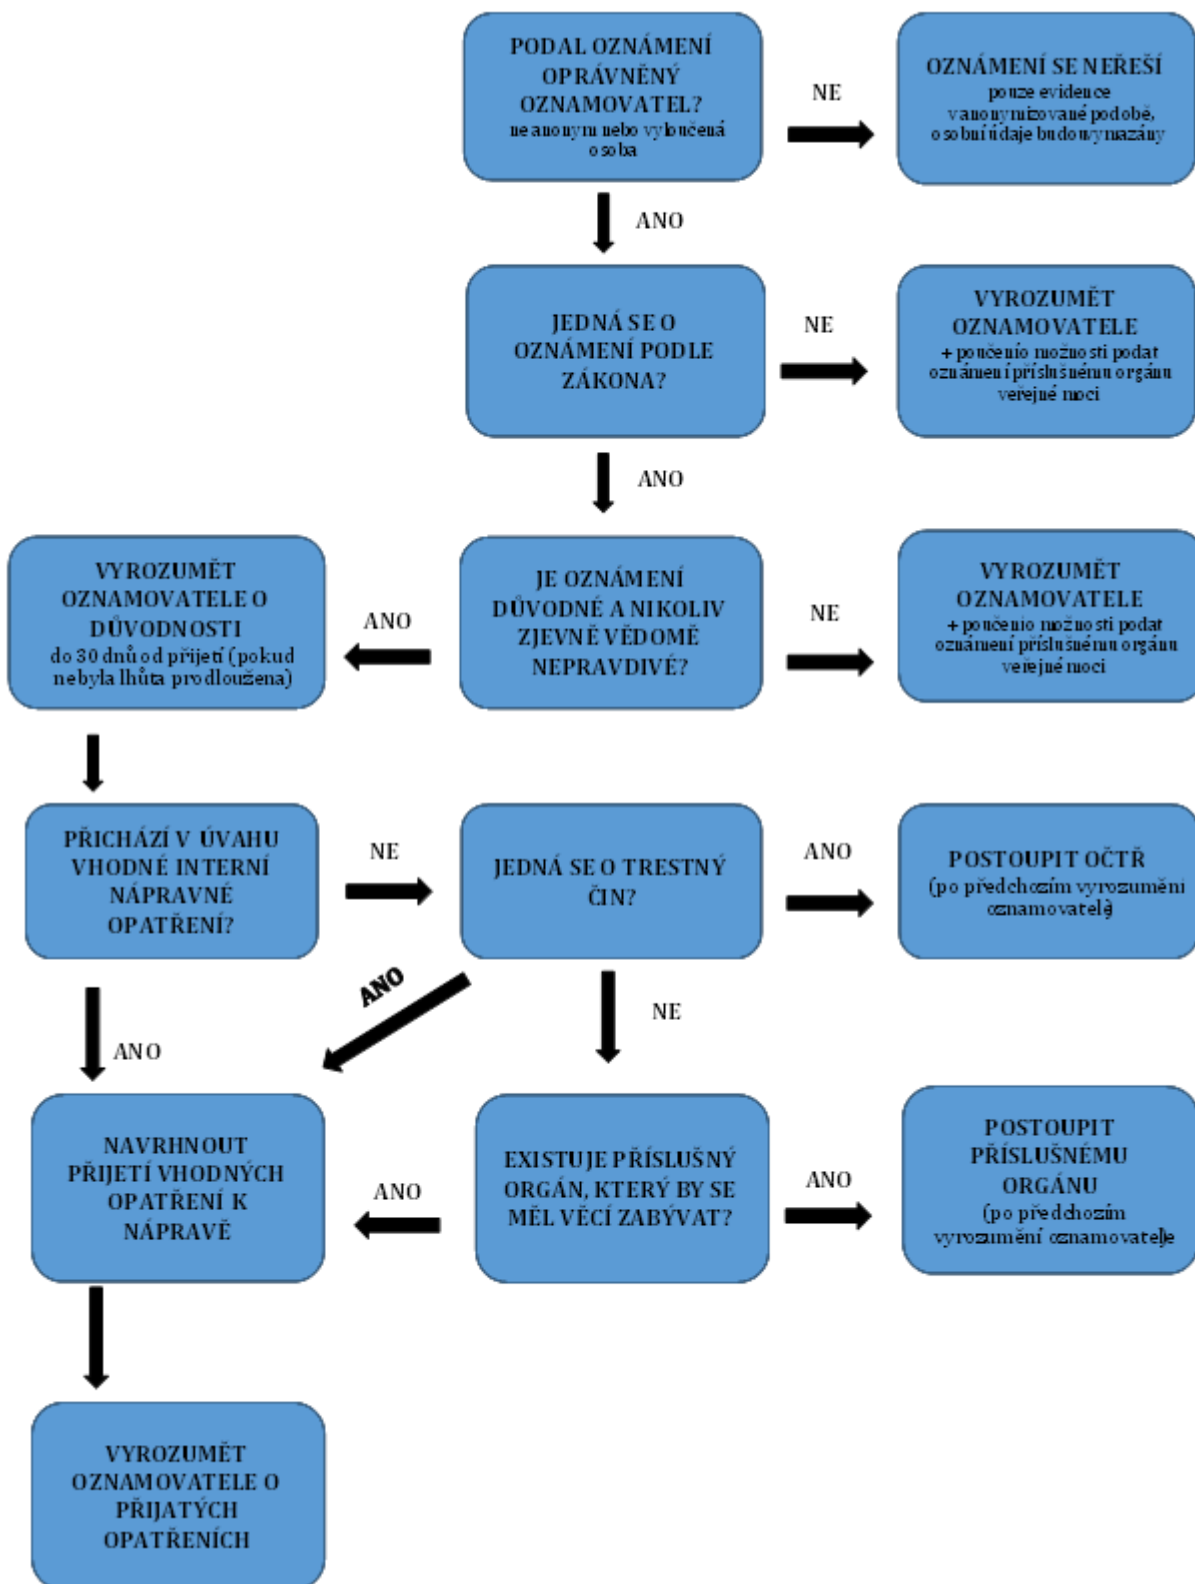 PODAL OZNÁMENÍ
OPRÁVNĚNÝ
OZNAMOVATEL?
ne anonym nebo vyloučená
osoba
NE
OZNÁMENÍ SE NEŘEŠÍ
pouze evidence
v anonymizované podobě,
osobní údaje budou vymazány
ANO
JEDNÁ SE O
OZNÁMENÍ PODLE
ZÁKONA?
NE
VYROZUMĚT
OZNAMOVATELE
+ poučení o možnosti podat
oznámení příslušnému orgánu
veřejné moci
ANO
JE OZNÁMENÍ
DŮVODNÉ A NIKOLIV
ZJEVNĚ VĚDOMĚ
NEPRAVDIVÉ?
NE
VYROZUMĚT
OZNAMOVATELE
+ poučení o možnosti podat
oznámení příslušnému orgánu
veřejné moci
ANO
VYROZUMĚT
OZNAMOVATELE O
DŮVODNOSTI
do 30 dnů od přijetí (pokud
nebyla lhůta prodloužena)
PŘICHÁZÍ V ÚVAHU
VHODNÉ INTERNÍ
NÁPRAVNÉ
OPATŘENÍ?
NE
JEDNÁ SE O TRESTNÝ
ČIN?
ANO
POSTOUPIT OČTŘ
(po předchozím vyrozumění
oznamovatele)
ANO
NE
ANO
NAVRHNOUT
PŘIJETÍ VHODNÝCH
OPATŘENÍ K
NÁPRAVĚ
ANO
EXISTUJE PŘÍSLUŠNÝ
ORGÁN, KTERÝ BY SE
MĚL VĚCÍ ZABÝVAT?
ANO
POSTOUPIT
PŘÍSLUŠNÉMU
ORGÁNU
(po předchozím
vyrozumění oznamovatele)
VYROZUMĚT
OZNAMOVATELE O
PŘIJATÝCH
OPATŘENÍCH